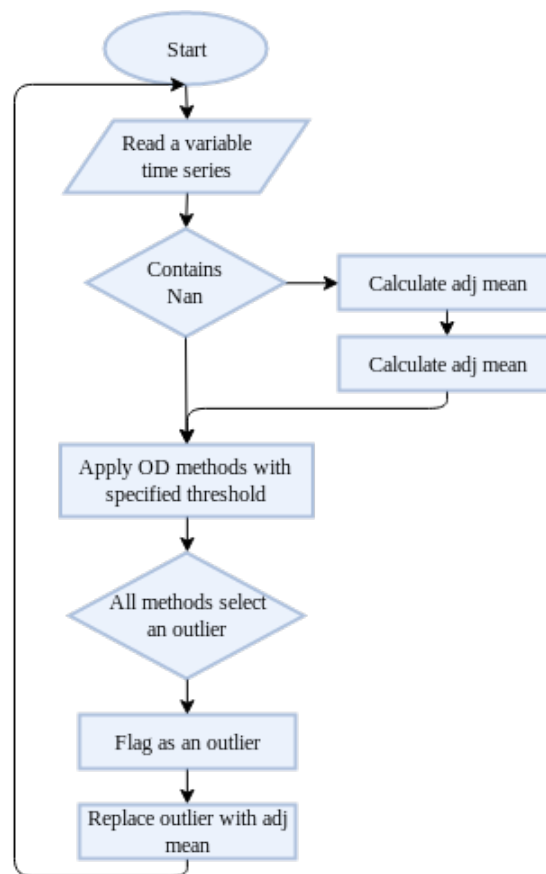 Start
Read a variable
time series
Contains
Nan
Calculate adj mean
Calculate adj mean
Apply OD methods with
specified threshold
All methods select
an outlier
Flag as an outlier
Replace outlier with adj
mean